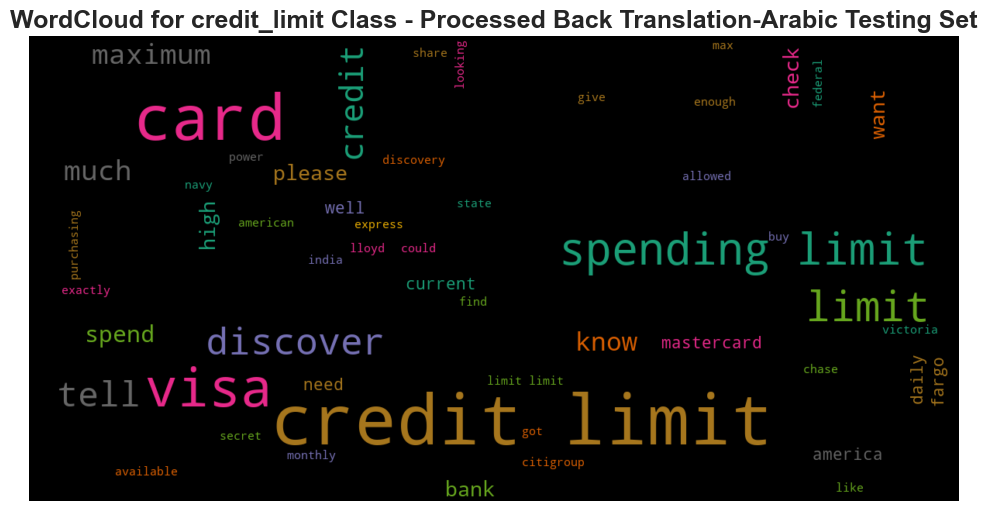 WordCloud for credit_limit Class - Processed Back Translation-Arabic Testing Set
maximum
credit
share
looking
max
check
federal
card
give
enough
want
power
discovery
much
please
navy
allowed
high
well
state
purchasing
american
express
spending limit
buy
lloyd
could
india
exactly
current
find
limit
victoria
spend
discover
know
mastercard
chase
daily
fargo
tell
visa
need
limit limit
credit limit
secret
got
monthly
citigroup
america
available
bank
like